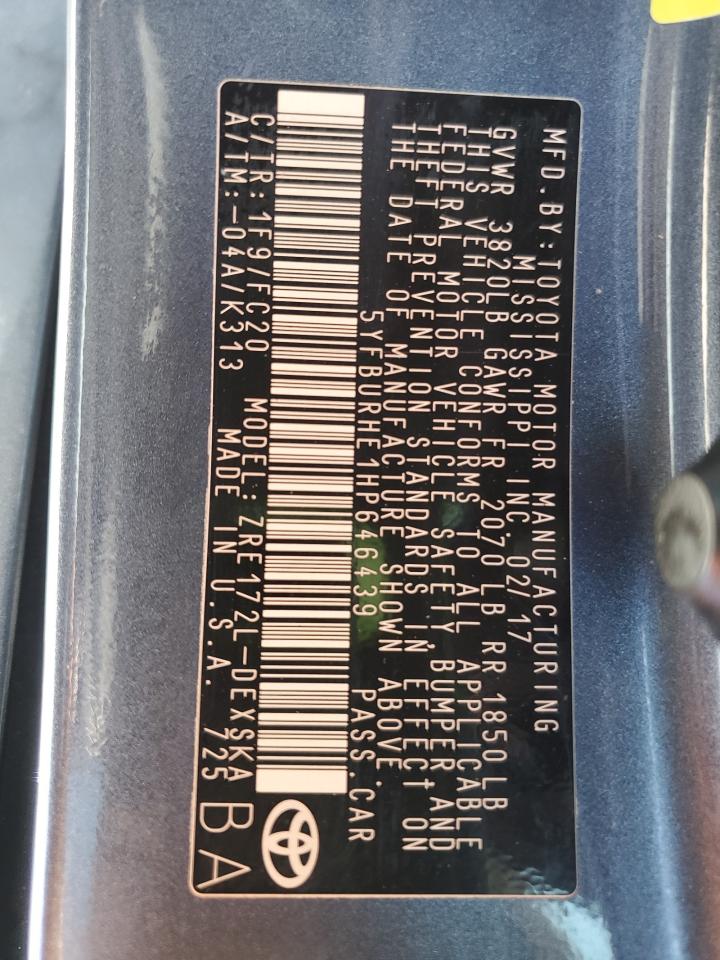 MFD.BY:TOYOTA MOTOR MANUFACTURING
MISSISSIPPI INC. 02/17
GVWR 3820LB GAWR FR 2070 LB RR 1850 LB
THIS VEHICLE CONFORMS TO ALL APPLICABLE
FEDERAL MOTOR VEHICLE SAFETY, BUMPER, AND
THEFT PREVENTION STANDARDS IN EFFECT ON
THE DATE OF MANUFACTURE SHOWN ABOVE.
5YFBURHE1HP646439 PASS.CAR
C/TR:1F9/FC20 MODEL:ZRE172L-DEXSKA
A/TM:-04A/K313 MADE IN U.S.A. 725
BA